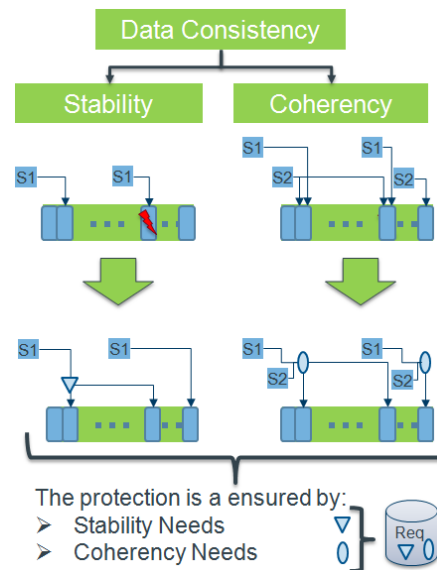 Data Consistency
Stability
Coherency
S1
S1
S1
S1
S2
S2
S1
S1
S1
S1
S2
S2
The protection is a ensured by:
➢ Stability Needs
➢ Coherency Needs
Req